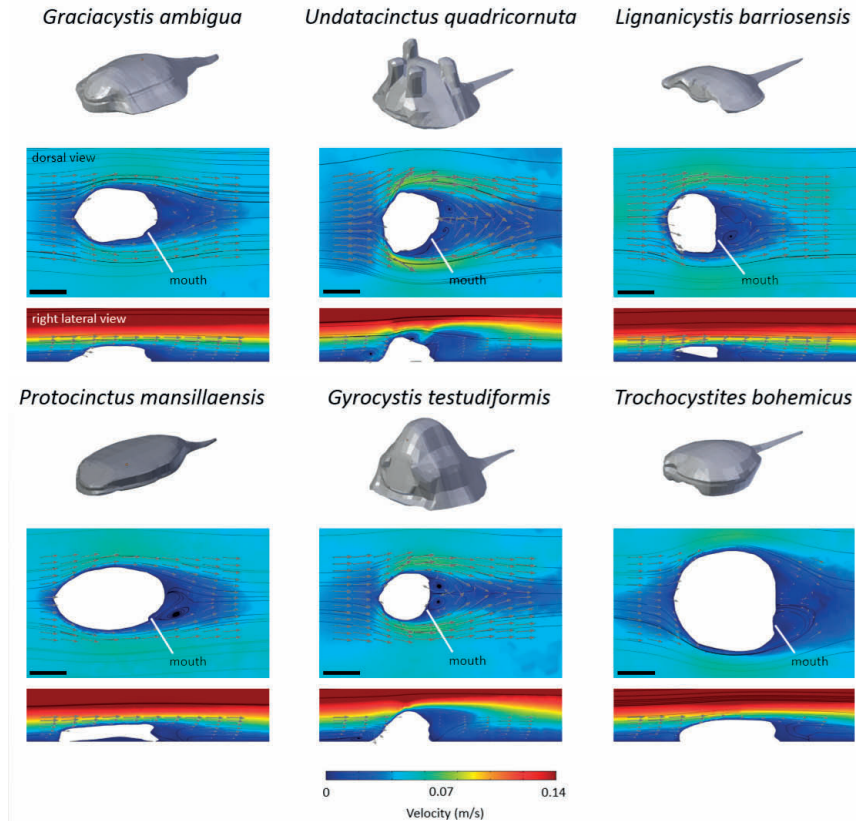 Graciacystis ambigua
Undatacinctus quadricornuta
Lignanicystis barriosensis
dorsal view
mouth
mouth
mouth
right lateral view
Protocinctus mansillaensis
Gyrocystis testudiformis
Trochocystites bohemicus
mouth
mouth
mouth
0
0.07
0.14
Velocity (m/s)